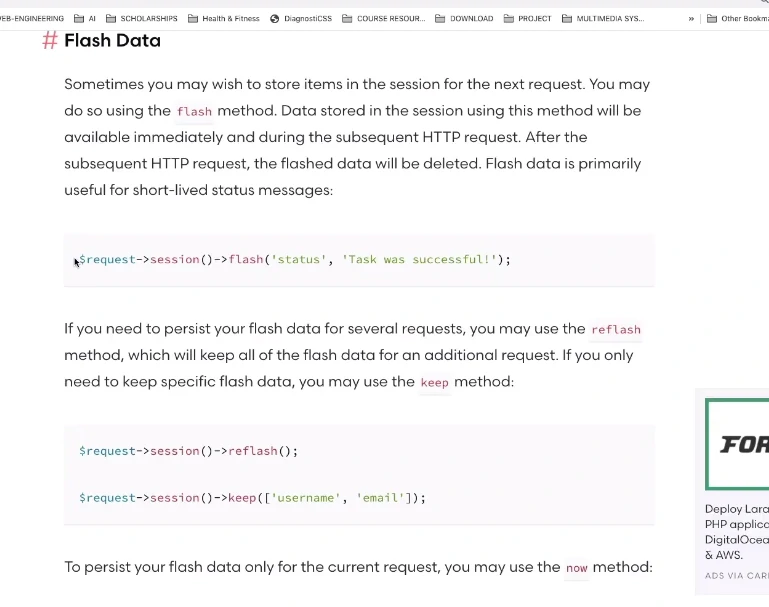 EB-ENGINEERING AI SCHOLARSHIPS Health & Fitness DiagnostiCSS COURSE RESOUR... DOWNLOAD PROJECT MULTIMEDIA SYS... » Other Bookma
# Flash Data
Sometimes you may wish to store items in the session for the next request. You may
do so using the flash method. Data stored in the session using this method will be
available immediately and during the subsequent HTTP request. After the
subsequent HTTP request, the flashed data will be deleted. Flash data is primarily
useful for short-lived status messages:
$request->session()->flash('status', 'Task was successful!');
If you need to persist your flash data for several requests, you may use the reflash
method, which will keep all of the flash data for an additional request. If you only
need to keep specific flash data, you may use the keep method:
$request->session()->reflash();
$request->session()->keep(['username', 'email']);
To persist your flash data only for the current request, you may use the now method:
FOR
Deploy Lara
PHP applica
DigitalOcea
& AWS.
ADS VIA CAR